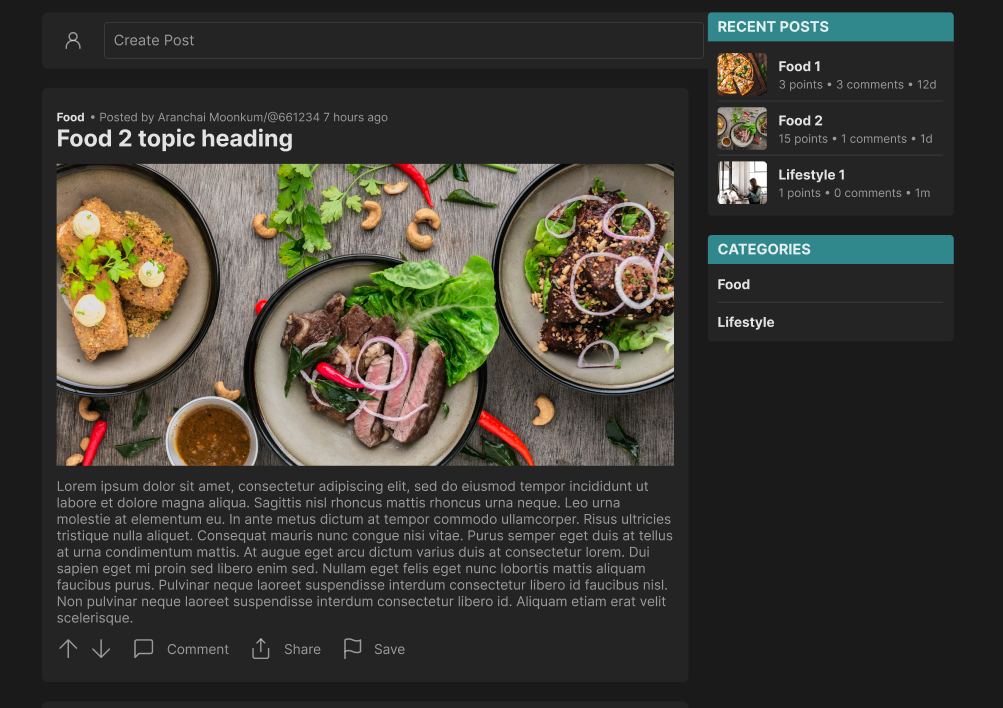 Create Post
Food • Posted by Aranchai Moonkum/@661234 7 hours ago
Food 2 topic heading
Lorem ipsum dolor sit amet, consectetur adipiscing elit, sed do eiusmod tempor incididunt ut
labore et dolore magna aliqua. Sagittis nisl rhoncus mattis rhoncus urna neque. Leo urna
molestie at elementum eu. In ante metus dictum at tempor commodo ullamcorper. Risus ultricies
tristique nulla aliquet. Consequat mauris nunc congue nisi vitae. Purus semper eget duis at tellus
at urna condimentum mattis. At augue eget arcu dictum varius duis at consectetur lorem. Dui
sapien eget mi proin sed libero enim sed. Nullam eget felis eget nunc lobortis mattis aliquam
faucibus purus. Pulvinar neque laoreet suspendisse interdum consectetur libero id faucibus nisl.
Non pulvinar neque laoreet suspendisse interdum consectetur libero id. Aliquam etiam erat velit
scelerisque.
Comment Share Save
RECENT POSTS
Food 1
3 points • 3 comments • 12d
Food 2
15 points • 1 comments • 1d
Lifestyle 1
1 points • 0 comments • 1m
CATEGORIES
Food
Lifestyle